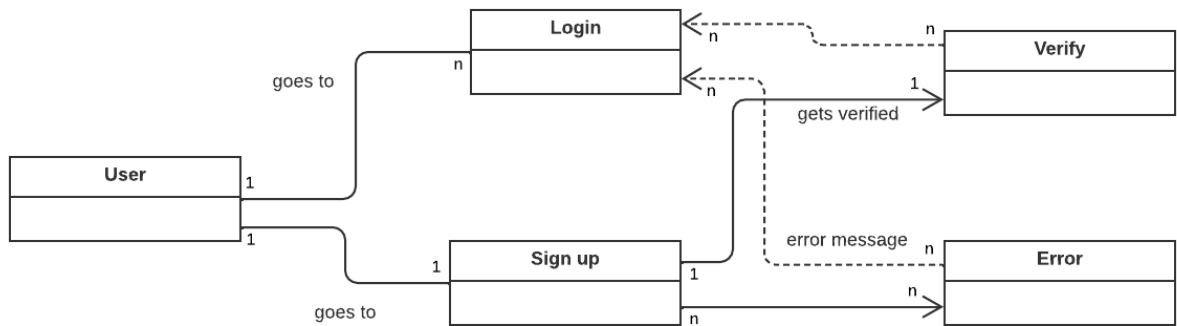 Login
n
n
Verify
goes to
n
n
1
gets verified
User
1
1
error message
n
Error
1
Sign up
1
n
goes to
n